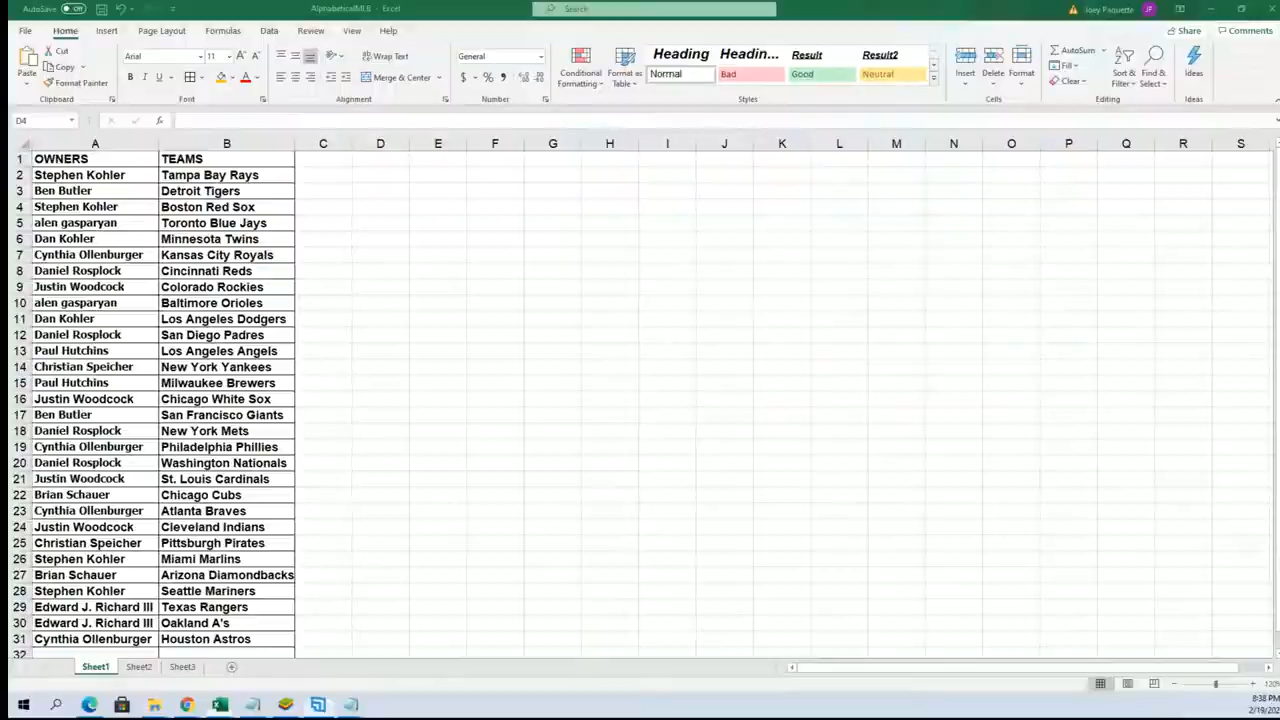 AutoSave Off AlphabeticalMLB - Excel Search Joey Paquette JP
File Home Insert Page Layout Formulas Data Review View Help Share Comments
Paste Cut Copy Format Painter Clipboard
Arial 11 A A B I U A Font
ab Wrap Text Merge & Center Alignment
General $ % 9 Number
Conditional Formatting Format as Table
Heading Headin... Result Result2
Normal Bad Good Neutral
Styles
Insert Delete Format Cells
AutoSum Fill Clear Sort & Filter Find & Select Editing
Ideas Ideas
D4 fx
A B C D E F G H I J K L M N O P Q R S
1 OWNERS TEAMS
2 Stephen Kohler Tampa Bay Rays
3 Ben Butler Detroit Tigers
4 Stephen Kohler Boston Red Sox
5 alen gasparyan Toronto Blue Jays
6 Dan Kohler Minnesota Twins
7 Cynthia Ollenburger Kansas City Royals
8 Daniel Rosplock Cincinnati Reds
9 Justin Woodcock Colorado Rockies
10 alen gasparyan Baltimore Orioles
11 Dan Kohler Los Angeles Dodgers
12 Daniel Rosplock San Diego Padres
13 Paul Hutchins Los Angeles Angels
14 Christian Speicher New York Yankees
15 Paul Hutchins Milwaukee Brewers
16 Justin Woodcock Chicago White Sox
17 Ben Butler San Francisco Giants
18 Daniel Rosplock New York Mets
19 Cynthia Ollenburger Philadelphia Phillies
20 Daniel Rosplock Washington Nationals
21 Justin Woodcock St. Louis Cardinals
22 Brian Schauer Chicago Cubs
23 Cynthia Ollenburger Atlanta Braves
24 Justin Woodcock Cleveland Indians
25 Christian Speicher Pittsburgh Pirates
26 Stephen Kohler Miami Marlins
27 Brian Schauer Arizona Diamondbacks
28 Stephen Kohler Seattle Mariners
29 Edward J. Richard III Texas Rangers
30 Edward J. Richard III Oakland A's
31 Cynthia Ollenburger Houston Astros
32
Sheet1 Sheet2 Sheet3
120%
8:38 PM
2/19/202